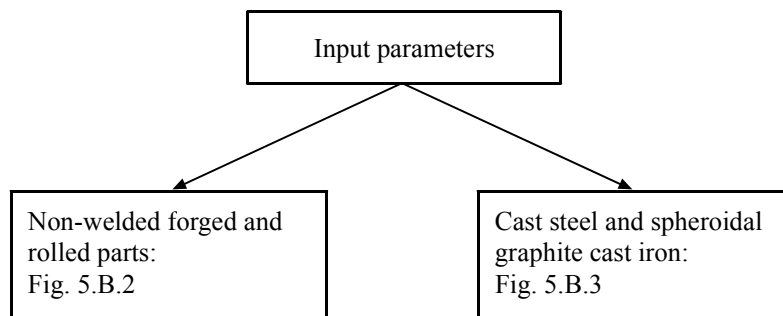 Input parameters
Non-welded forged and
rolled parts:
Fig. 5.B.2
Cast steel and spheroidal
graphite cast iron:
Fig. 5.B.3